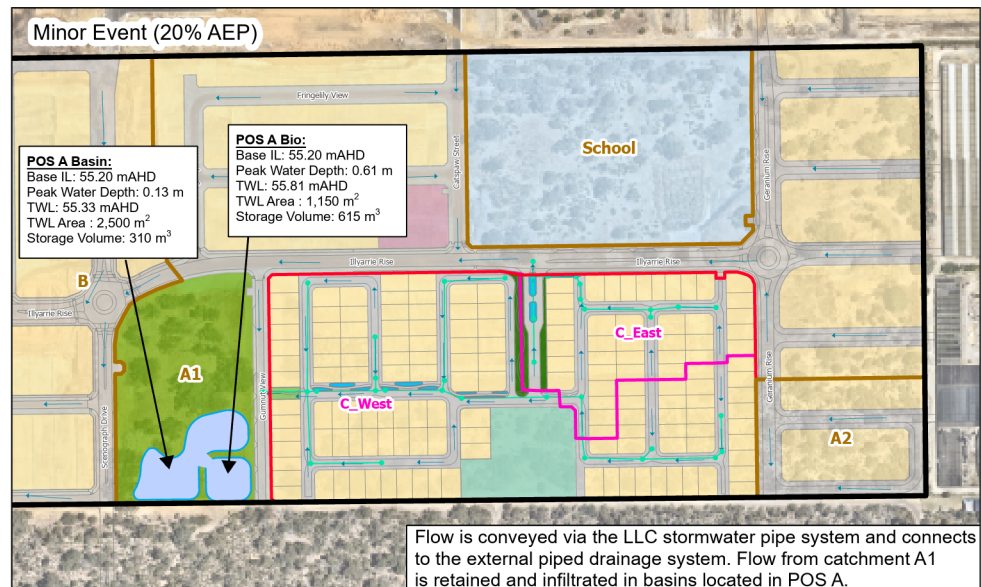 Minor Event (20% AEP)
Fringelily View
Catspaw Street
School
Geranium Rise
POS A Basin:
Base IL: 55.20 mAHD
Peak Water Depth: 0.13 m
TWL: 55.33 mAHD
TWL Area : 2,500 m²
Storage Volume: 310 m³
POS A Bio:
Base IL: 55.20 mAHD
Peak Water Depth: 0.61 m
TWL: 55.81 mAHD
TWL Area : 1,150 m²
Storage Volume: 615 m³
Illyarrie Rise
Illyarrie Rise
B
Illyarrie Rise
A1
Gumnut View
C_West
C_East
Geranium Rise
Scenograph Drive
A2
Flow is conveyed via the LLC stormwater pipe system and connects
to the external piped drainage system. Flow from catchment A1
is retained and infiltrated in basins located in POS A.